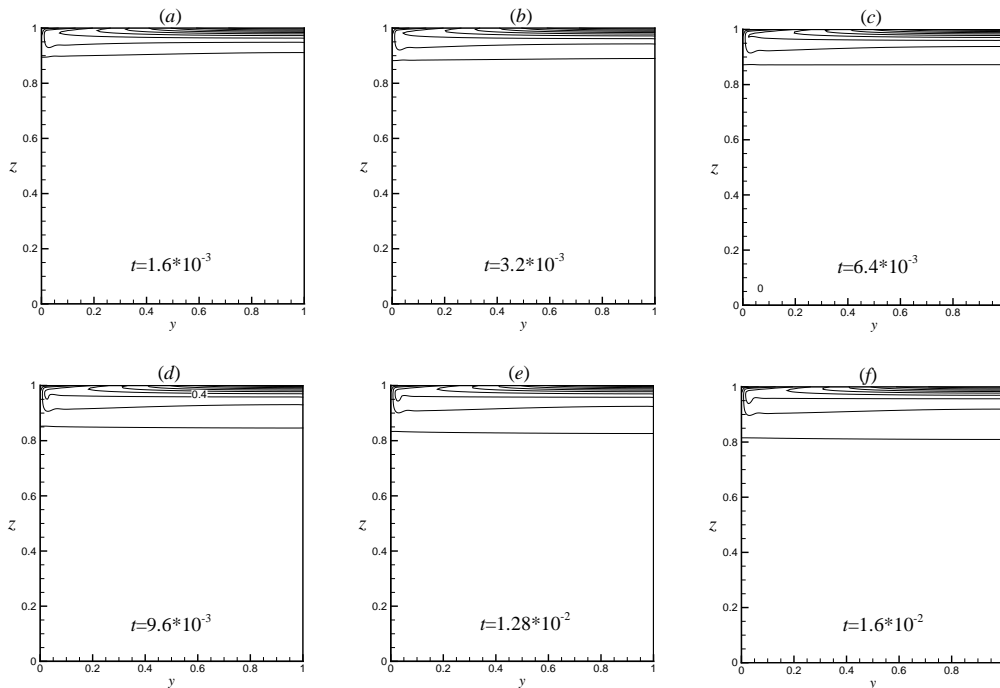 (a) (b) (c)
1 1 1
0.8 0.8 0.8
z 0.6 z 0.6 z 0.6
0.4 0.4 0.4
0.2 0.2 0.2
t=1.6*10-3 t=3.2*10-3 t=6.4*10-3
0
0 0 0
0 0.2 0.4 0.6 0.8 1 0 0.2 0.4 0.6 0.8 1 0 0.2 0.4 0.6 0.8
y y y
(d) (e) (f)
1 1 1
0.4
0.8 0.8 0.8
0.6 0.6 0.6
z z z
0.4 0.4 0.4
0.2 0.2 0.2
t=9.6*10-3 t=1.28*10-2 t=1.6*10-2
0 0 0
0 0.2 0.4 0.6 0.8 1 0 0.2 0.4 0.6 0.8 1 0 0.2 0.4 0.6 0.8
y y y